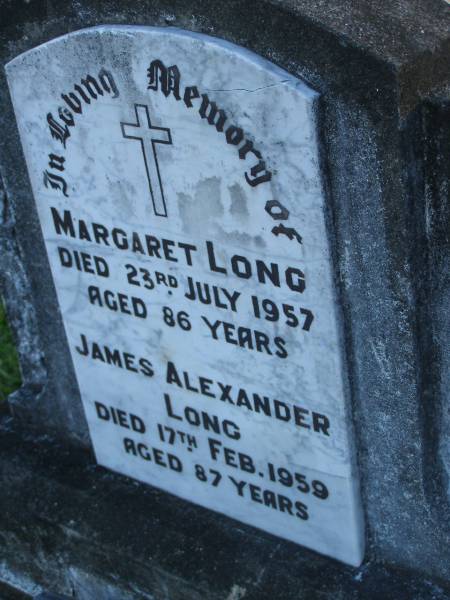 In Loving Memory of
MARGARET LONG
DIED 23RD JULY 1957
AGED 86 YEARS
JAMES ALEXANDER
LONG
DIED 17TH FEB. 1959
AGED 87 YEARS